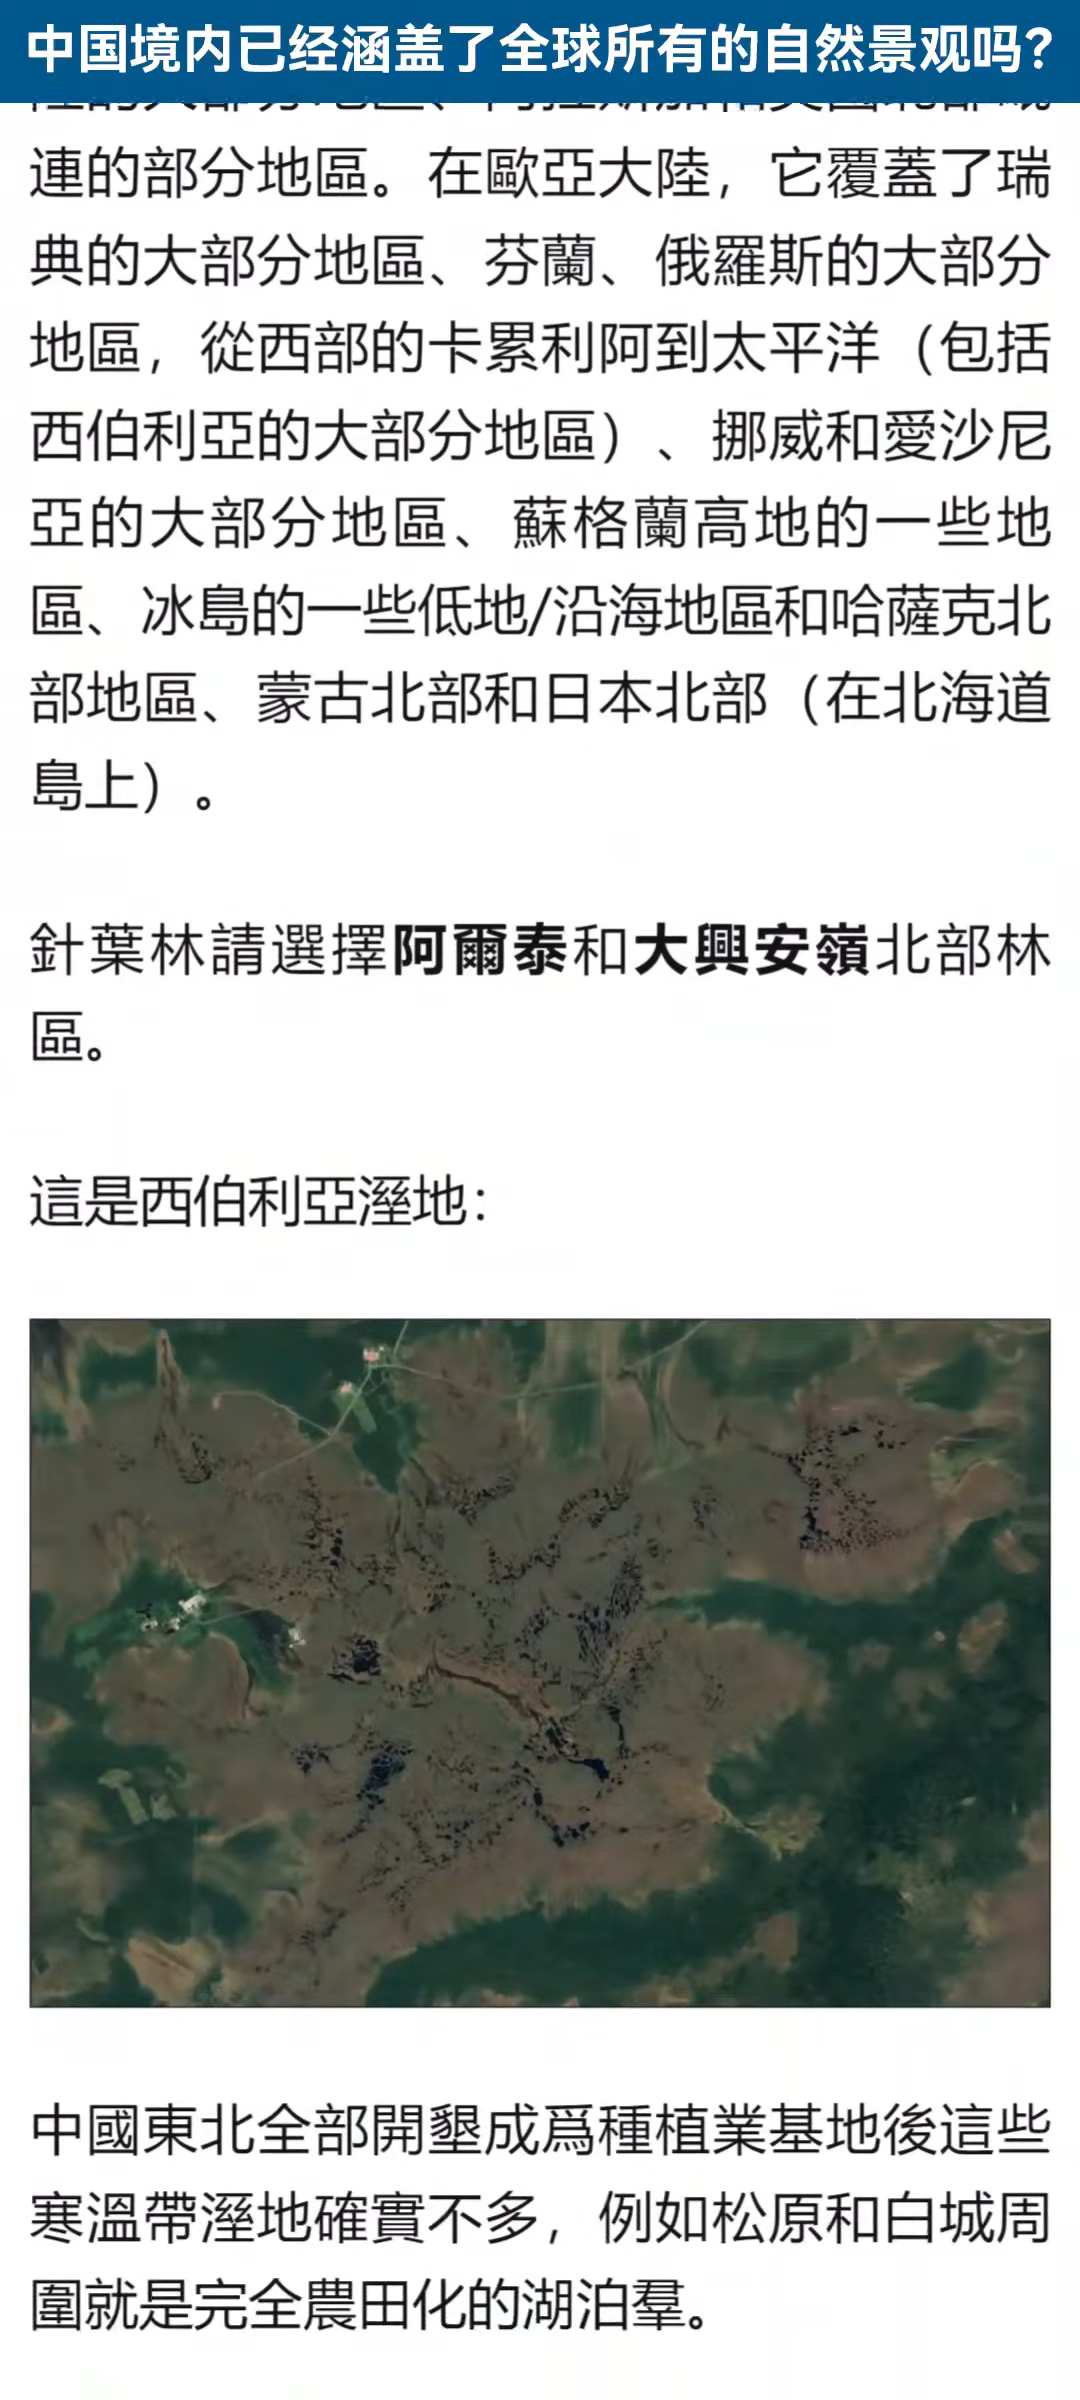 中国境内已经涵盖了全球所有的自然景观吗?
連的部分地區。在歐亞大陸，它覆蓋了瑞
典的大部分地區、芬蘭、俄羅斯的大部分
地區，從西部的卡累利阿到太平洋（包括
西伯利亞的大部分地區）、挪威和愛沙尼
亞的大部分地區、蘇格蘭高地的一些地
區、冰島的一些低地/沿海地區和哈薩克北
部地區、蒙古北部和日本北部（在北海道
島上）。
針葉林請選擇阿爾泰和大興安嶺北部林
區。
這是西伯利亞溼地：
中國東北全部開墾成爲種植業基地後這些
寒溫帶溼地確實不多，例如松原和白城周
圍就是完全農田化的湖泊羣。